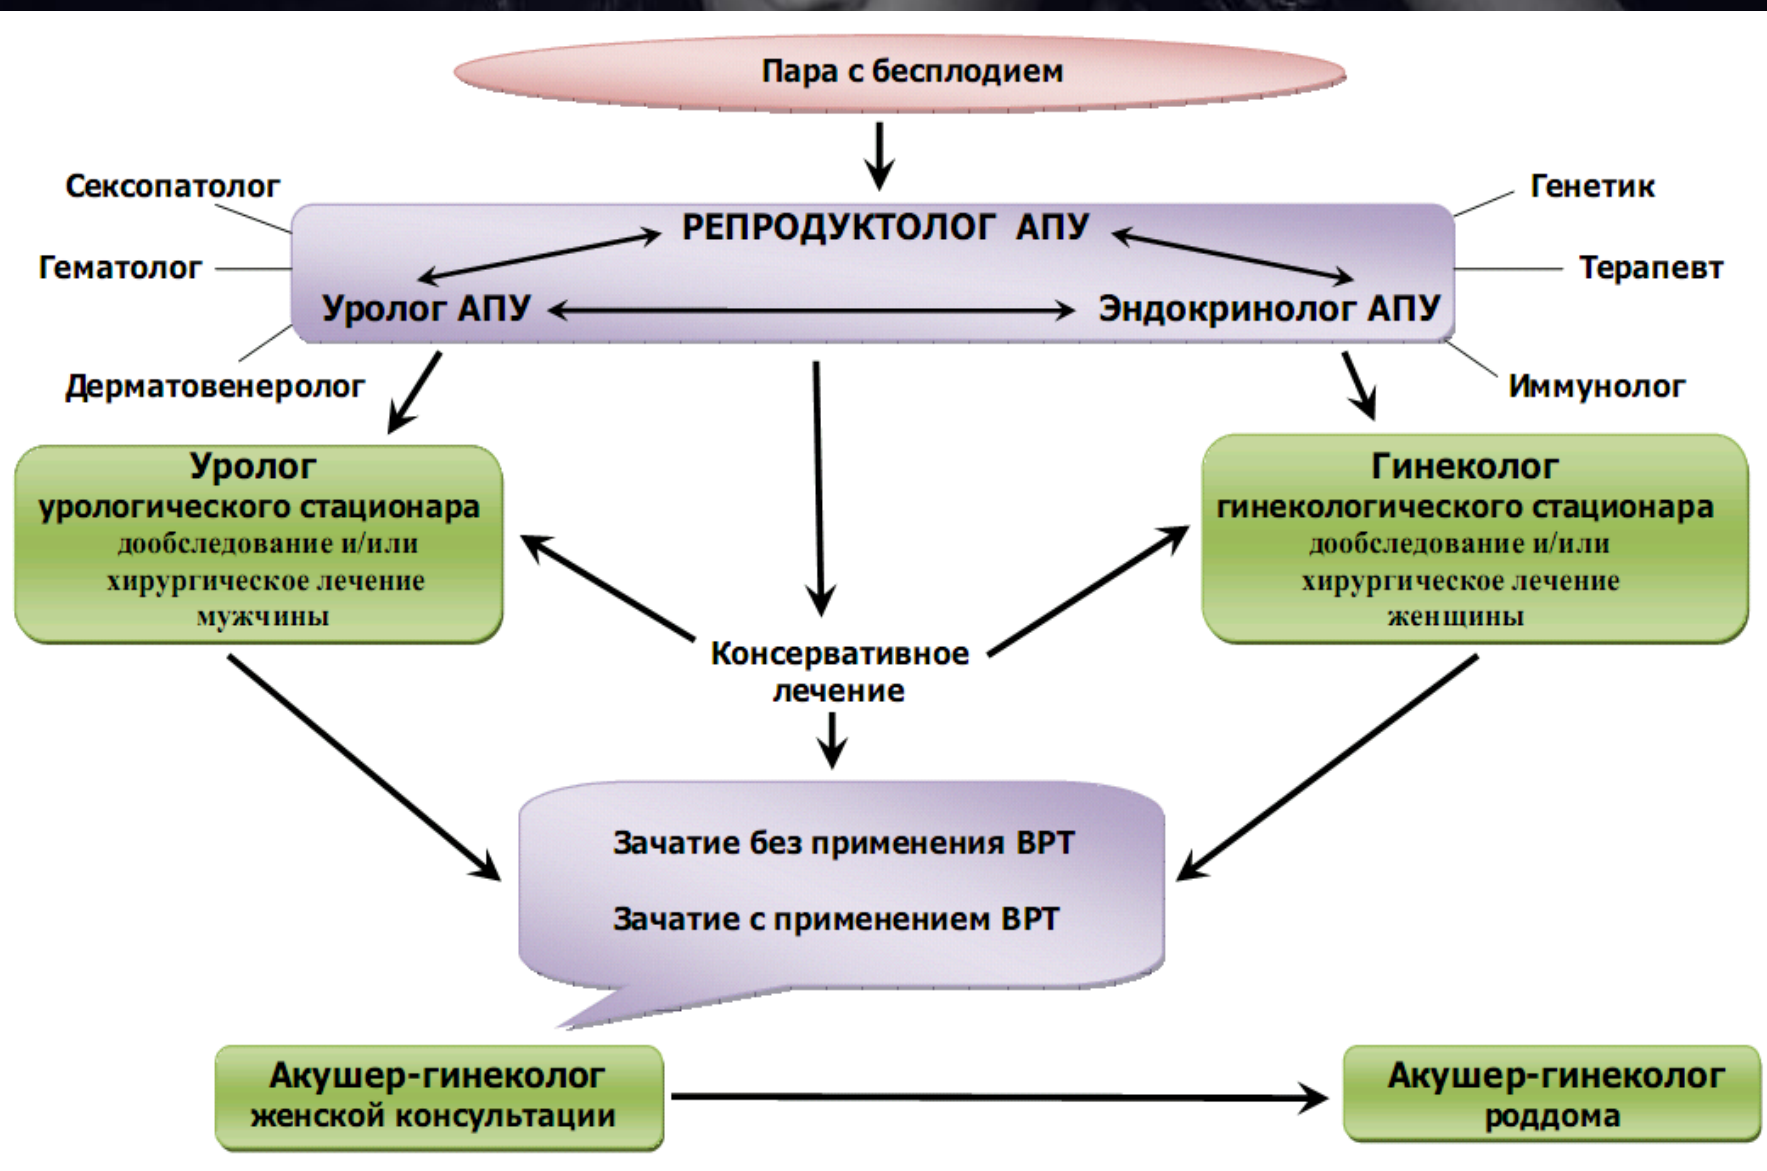 Пара с бесплодием
Сексопатолог
Генетик
РЕПРОДУКТОЛОГ АПУ
Гематолог
Терапевт
Уролог АПУ
Эндокринолог АПУ
Дерматовенеролог
Иммунолог
Уролог
урологического стационара
дообследование и/или
хирургическое лечение
мужчины
Гинеколог
гинекологического стационара
дообследование и/или
хирургическое лечение
женщины
Консервативное
лечение
Зачатие без применения ВРТ
Зачатие с применением ВРТ
Акушер-гинеколог
женской консультации
Акушер-гинеколог
роддома